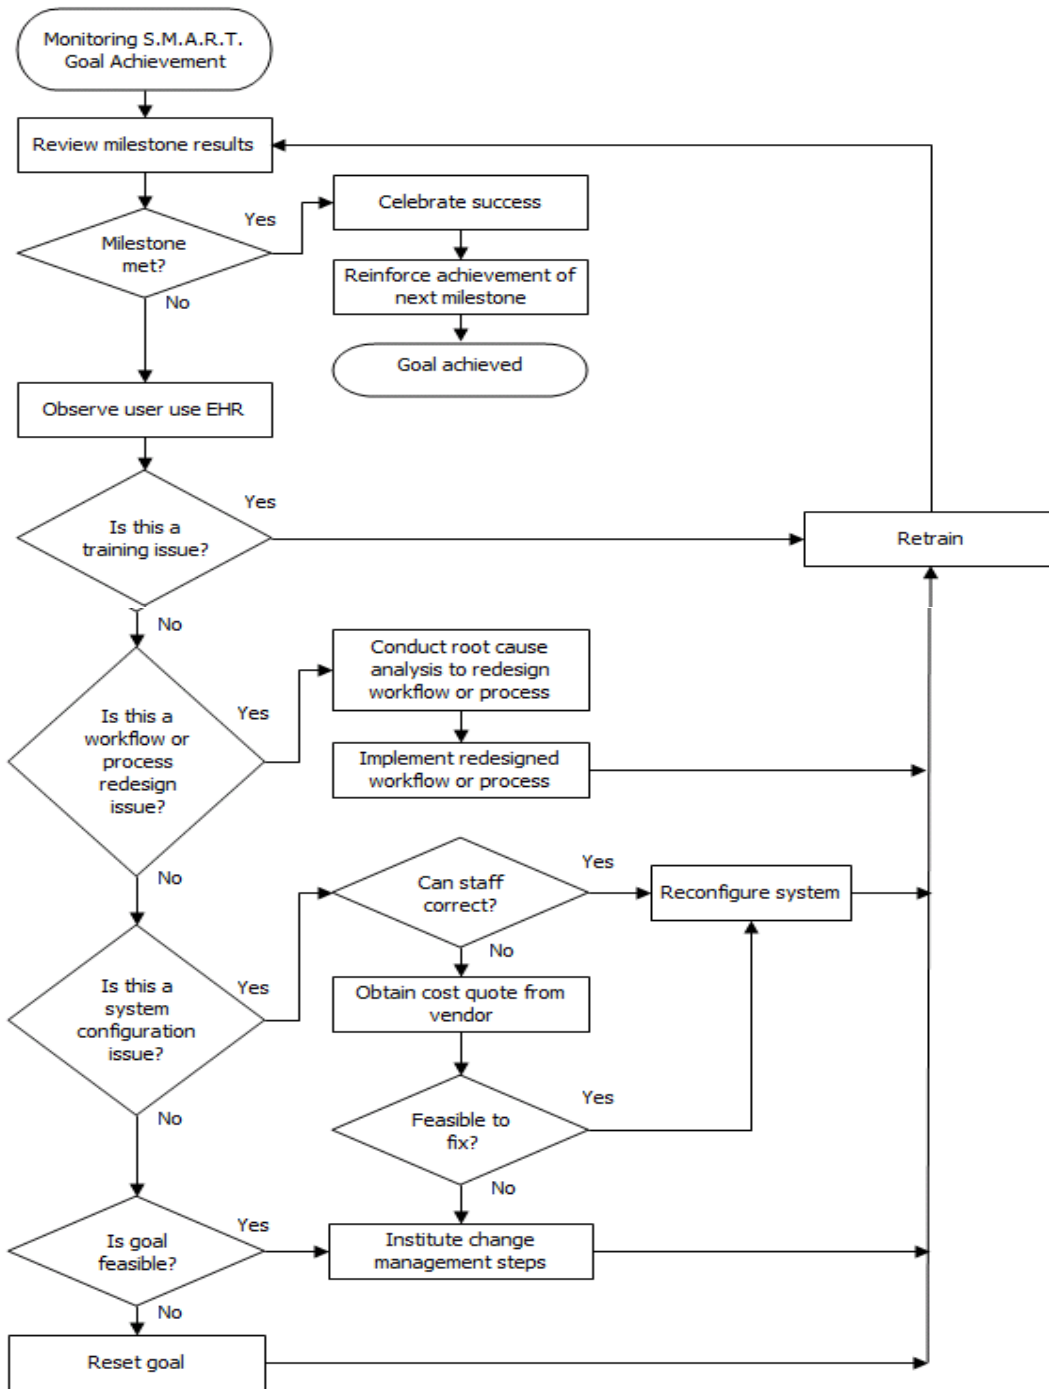 Monitoring S.M.A.R.T.
Goal Achievement
Review milestone results
Yes
Celebrate success
Milestone
met?
Reinforce achievement of
next milestone
No
Goal achieved
Observe user use EHR
Yes
Is this a
training issue?
Retrain
No
Conduct root cause
analysis to redesign
workflow or process
Yes
Is this a
workflow or
process
redesign
issue?
Implement redesigned
workflow or process
No
Can staff
correct?
Yes
Reconfigure system
No
Is this a
system
configuration
issue?
Yes
Obtain cost quote from
vendor
Yes
Feasible to
fix?
No
No
Is goal
feasible?
Yes
Institute change
management steps
No
Reset goal